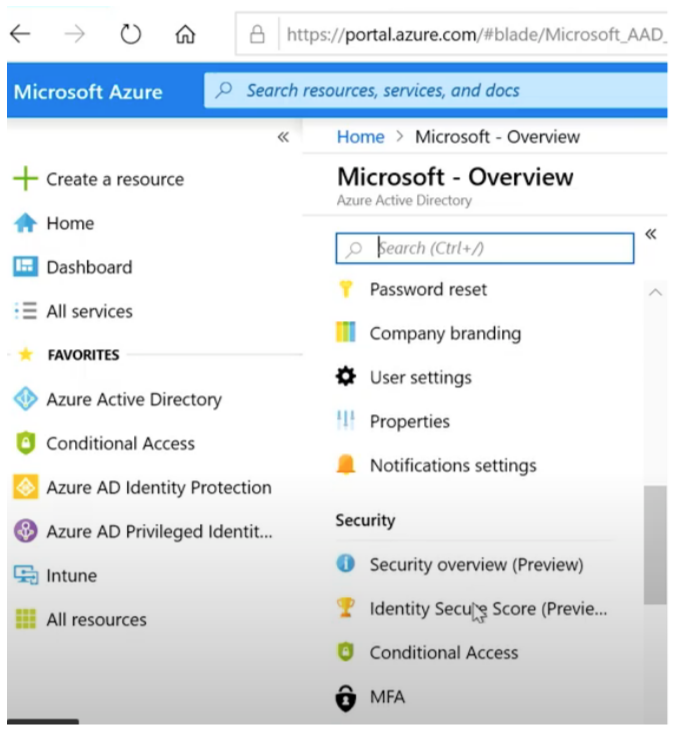 https://portal.azure.com/#blade/Microsoft_AAD_
Microsoft Azure
Search resources, services, and docs
«
Create a resource
Home
Dashboard
All services
FAVORITES
Azure Active Directory
Conditional Access
Azure AD Identity Protection
Azure AD Privileged Identit...
Intune
All resources
Home > Microsoft - Overview
Microsoft - Overview
Azure Active Directory
Search (Ctrl+/)
«
Password reset
Company branding
User settings
Properties
Notifications settings
Security
Security overview (Preview)
Identity Secure Score (Previe...
Conditional Access
MFA